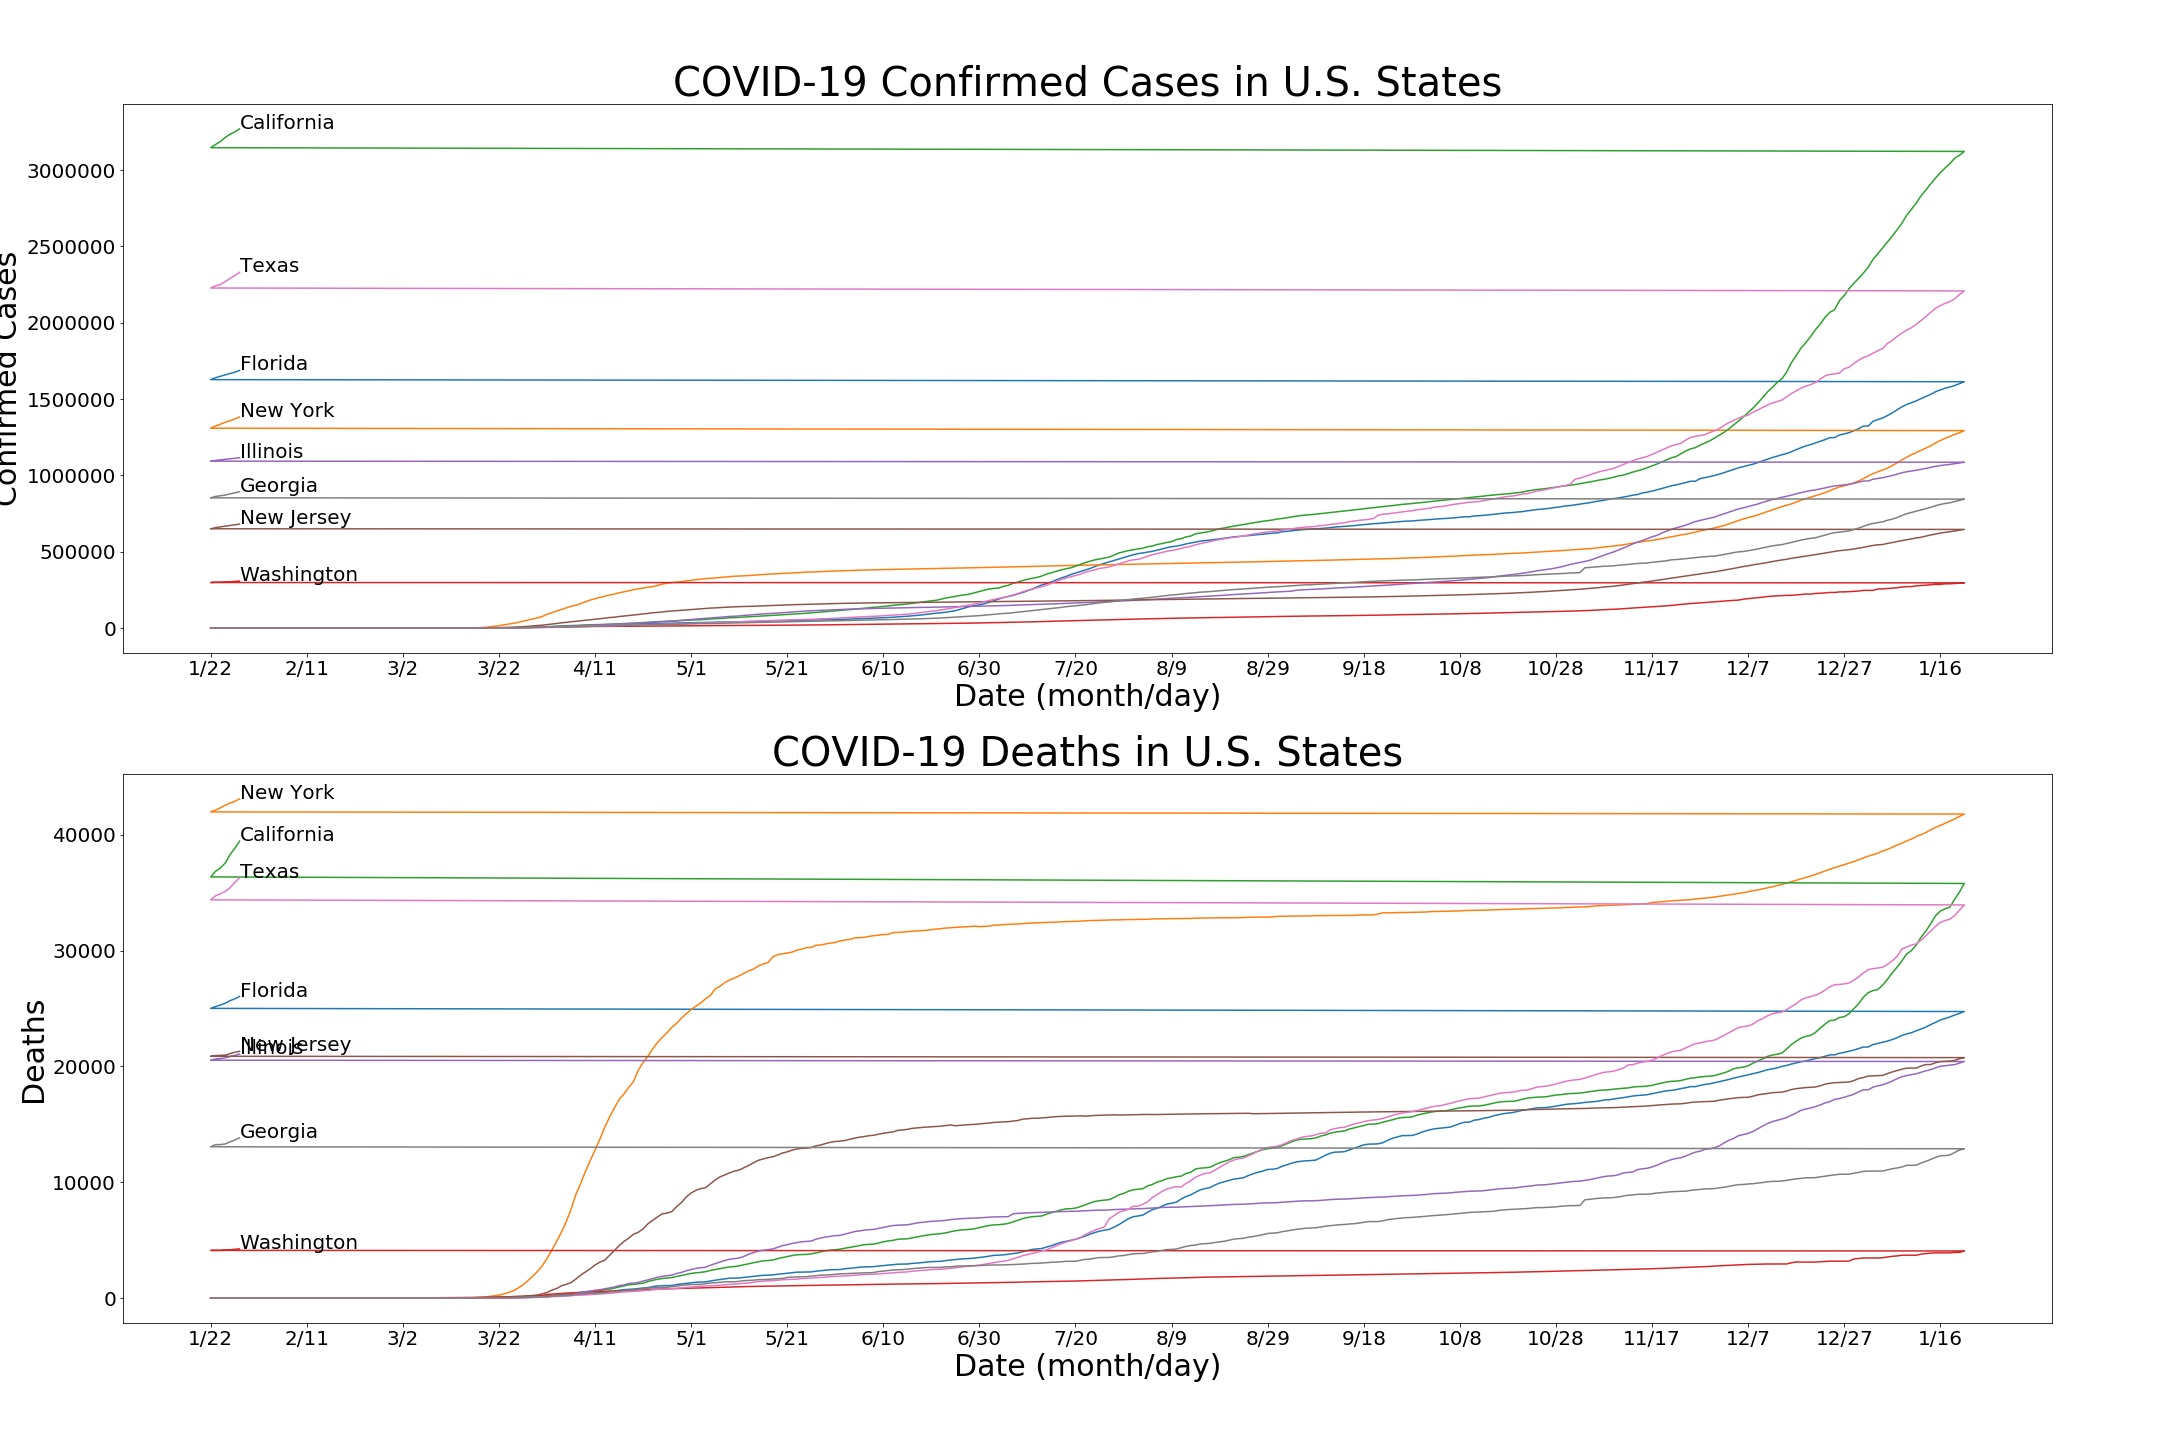 COVID-19 Confirmed Cases in U.S. States
Confirmed Cases
3000000
2500000
2000000
1500000
1000000
500000
0
California
Texas
Florida
New York
Illinois
Georgia
New Jersey
Washington
1/22 2/11 3/2 3/22 4/11 5/1 5/21 6/10 6/30 7/20 8/9 8/29 9/18 10/8 10/28 11/17 12/7 12/27 1/16
Date (month/day)
COVID-19 Deaths in U.S. States
Deaths
40000
30000
20000
10000
0
New York
California
Texas
Florida
New Jersey
Illinois
Georgia
Washington
1/22 2/11 3/2 3/22 4/11 5/1 5/21 6/10 6/30 7/20 8/9 8/29 9/18 10/8 10/28 11/17 12/7 12/27 1/16
Date (month/day)